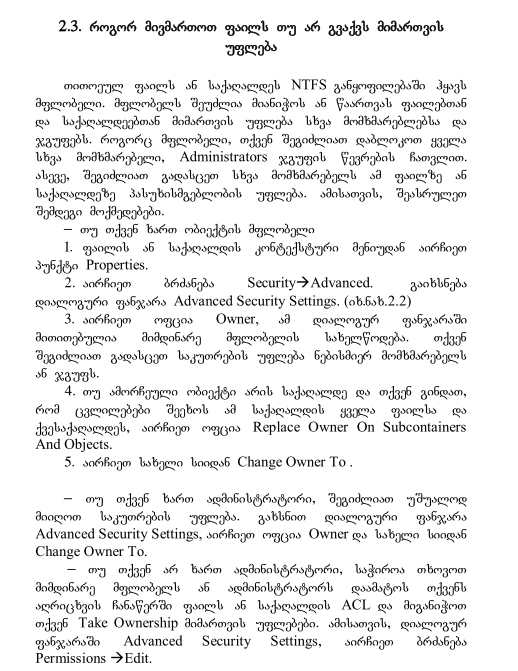 2.3. როგორ მივმართოთ ფაილს თუ არ გვაქვს მიმართვის
უფლება
თითოეულ ფაილს ან საქაღალდეს NTFS განყოფილებაში ჰყავს
მფლობელი. მფლობელს შეუძლია მიანიჭოს ან წაართვას ფაილებთან
და საქაღალდეებთან მიმართვის უფლება სხვა მომხმარებლებსა და
ჯგუფებს. როგორც მფლობელი, თქვენ შეგიძლიათ დაბლოკოთ ყველა
სხვა მომხმარებელი, Administrators ჯგუფის წევრების ჩათვლით.
ასევე, შეგიძლიათ გადასცეთ სხვა მომხმარებელს ამ ფაილზე ან
საქაღალდეზე პასუხისმგებლობის უფლება. ამისათვის, შეასრულეთ
შემდეგი მოქმედებები.
– თუ თქვენ ხართ ობიექტის მფლობელი
1. ფაილის ან საქაღალდის კონტექსტური მენიუდან აირჩიეთ
პუნქტი Properties.
2. აირჩიეთ ბრძანება Security→Advanced. გაიხსნება
დიალოგური ფანჯარა Advanced Security Settings. (იხ.ნახ.2.2)
3. აირჩიეთ ოფცია Owner, ამ დიალოგურ ფანჯარაში
მითითებულია მიმდინარე მფლობელის სახელწოდება. თქვენ
შეგიძლიათ გადასცეთ საკუთრების უფლება ნებისმიერ მომხმარებელს
ან ჯგუფს.
4. თუ ამორჩეული ობიექტი არის საქაღალდე და თქვენ გინდათ,
რომ ცვლილებები შეეხოს ამ საქაღალდის ყველა ფაილსა და
ქვესაქაღალდეს, აირჩიეთ ოფცია Replace Owner On Subcontainers
And Objects.
5. აირჩიეთ სახელი სიიდან Change Owner To .
– თუ თქვენ ხართ ადმინისტრატორი, შეგიძლიათ უშუალოდ
მიიღოთ საკუთრების უფლება. გახსნით დიალოგური ფანჯარა
Advanced Security Settings, აირჩიეთ ოფცია Owner და სახელი სიიდან
Change Owner To.
– თუ თქვენ არ ხართ ადმინისტრატორი, საჭიროა თხოვოთ
მიმდინარე მფლობელს ან ადმინისტრატორს დაამატოს თქვენს
აღრიცხვის ჩანაწერში ფაილს ან საქაღალდის ACL და მიგანიჭოთ
თქვენ Take Ownership მიმართვის უფლებები. ამისათვის, დიალოგურ
ფანჯარაში Advanced Security Settings, აირჩიეთ ბრძანება
Permissions →Edit.